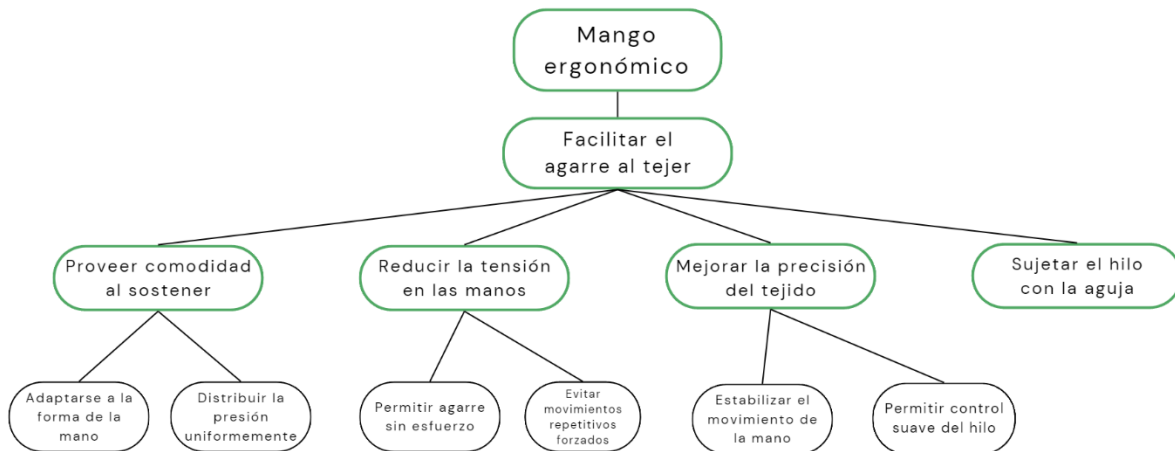 Mango
ergonómico
Facilitar el
agarre al tejer
Proveer comodidad
al sostener
Reducir la tensión
en las manos
Mejorar la precisión
del tejido
Sujetar el hilo
con la aguja
Adaptarse a la
forma de la
mano
Distribuir la
presión
uniformemente
Permitir agarre
sin esfuerzo
Evitar
movimientos
repetitivos
forzados
Estabilizar el
movimiento de
la mano
Permitir control
suave del hilo